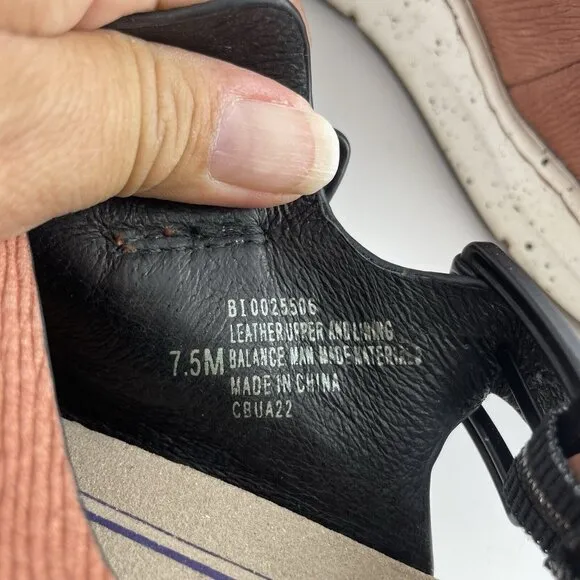 BI0025506
LEATHER UPPER AND LINING
7.5M BALANCE MAN MADE MATERIALS
MADE IN CHINA
CBUA22